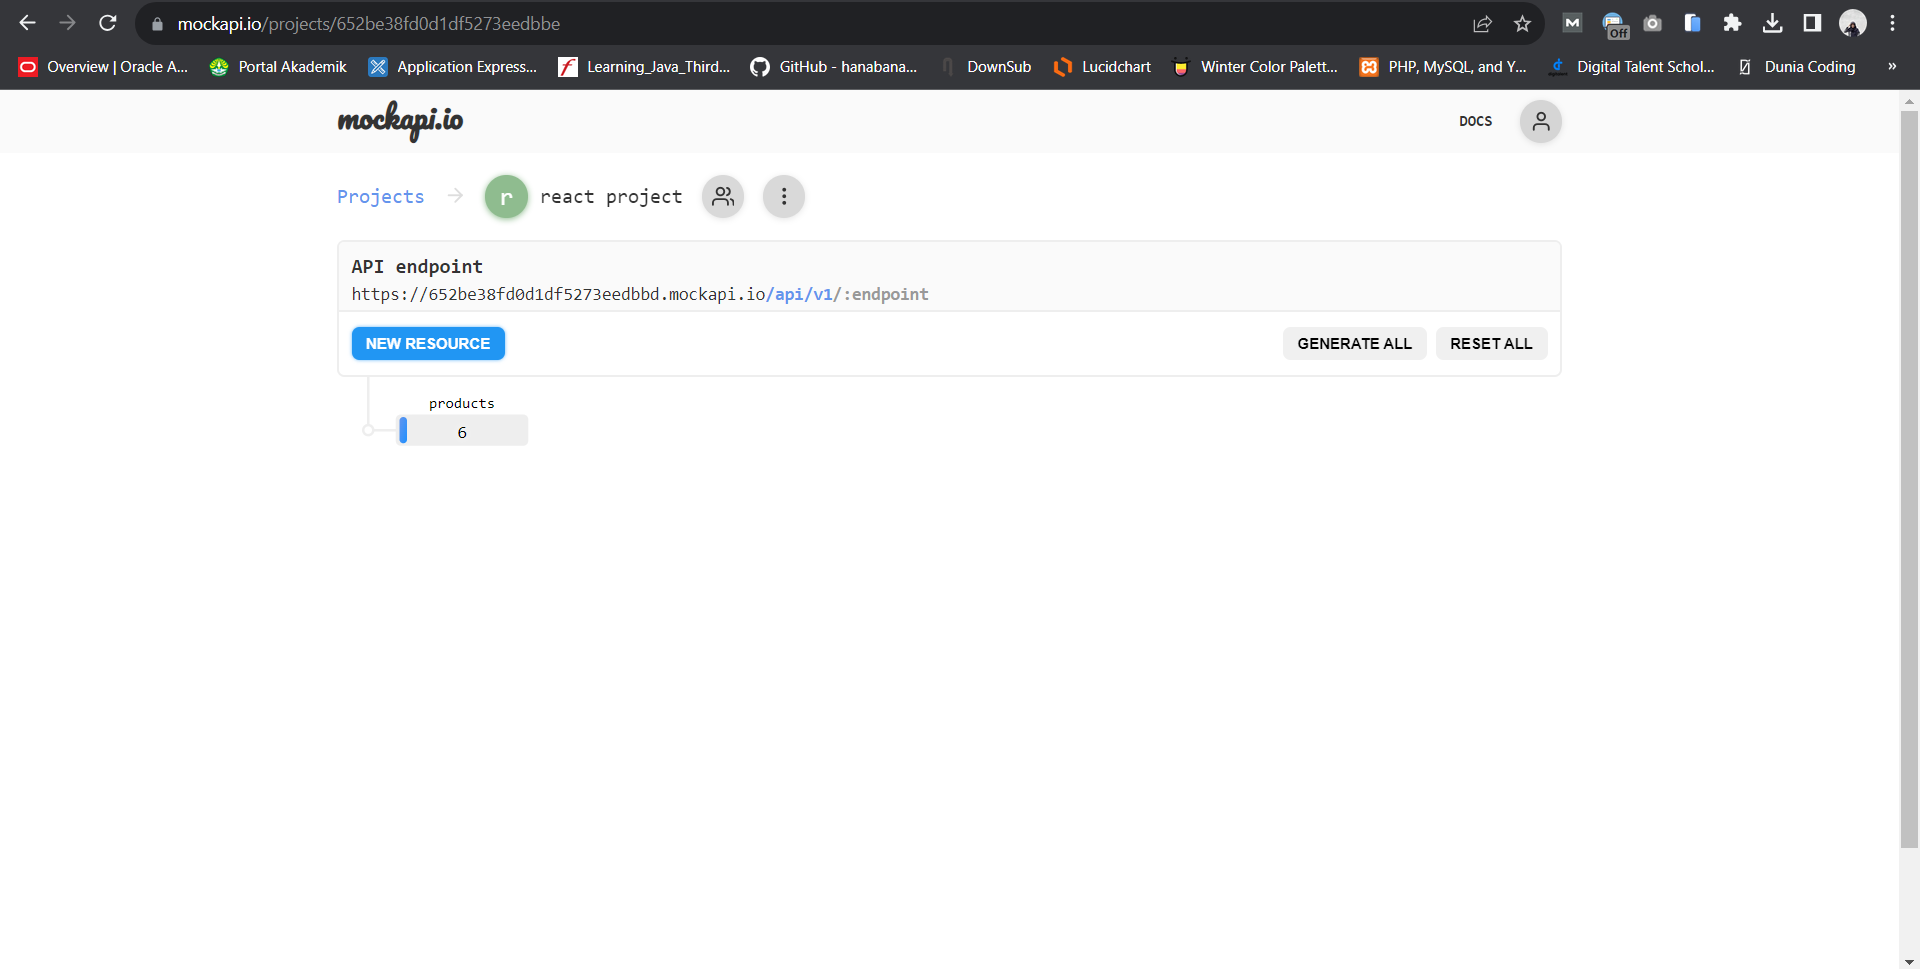 mockapi.io/projects/652be38fd0d1df5273eedbbe
Off
Overview | Oracle A...
Portal Akademik
Application Express...
Learning_Java_Third...
GitHub - hanabana...
DownSub
Lucidchart
Winter Color Palett...
PHP, MySQL, and Y...
Digital Talent Schol...
Dunia Coding
»
mockapi.io
DOCS
Projects
r
react project
API endpoint
https://652be38fd0d1df5273eedbbd.mockapi.io/api/v1/:endpoint
NEW RESOURCE
GENERATE ALL
RESET ALL
products
6